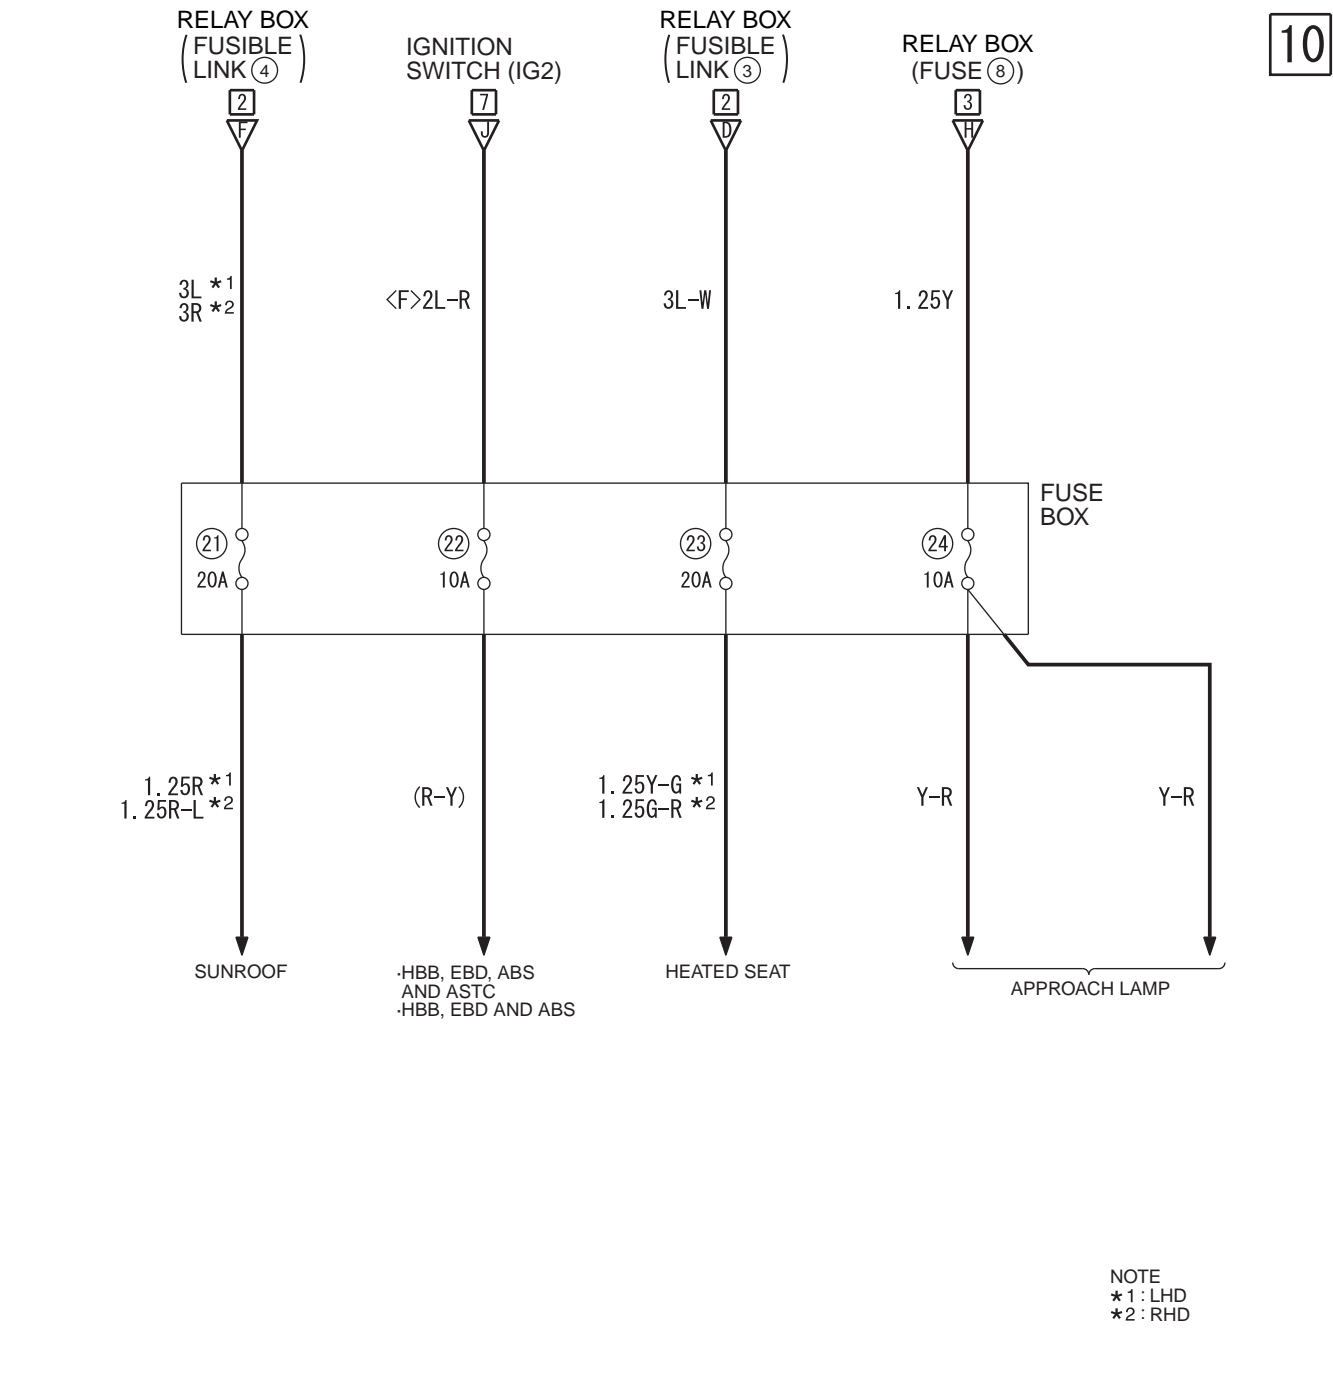 10
RELAY BOX
(FUSIBLE
LINK ④)
2
F
IGNITION
SWITCH (IG2)
7
J
RELAY BOX
(FUSIBLE
LINK ③)
2
D
RELAY BOX
(FUSE ⑧)
3
H
3L *1
3R *2
<F>2L-R
3L-W
1.25Y
FUSE
BOX
21
20A
22
10A
23
20A
24
10A
1.25R *1
1.25R-L *2
(R-Y)
1.25Y-G *1
1.25G-R *2
Y-R
Y-R
SUNROOF
·HBB, EBD, ABS
AND ASTC
·HBB, EBD AND ABS
HEATED SEAT
APPROACH LAMP
NOTE
*1 : LHD
*2 : RHD